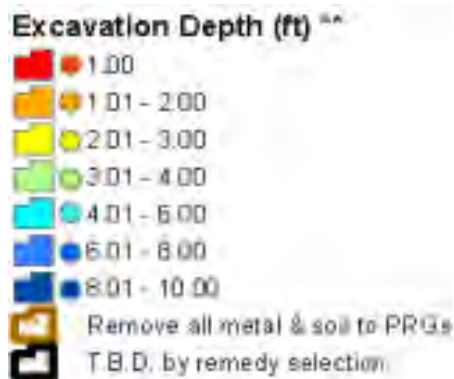 Excavation Depth (ft) **
1.00
1.01 - 2.00
2.01 - 3.00
3.01 - 4.00
4.01 - 6.00
6.01 - 8.00
8.01 - 10.00
Remove all metal & soil to PRGs
T.B.D. by remedy selection